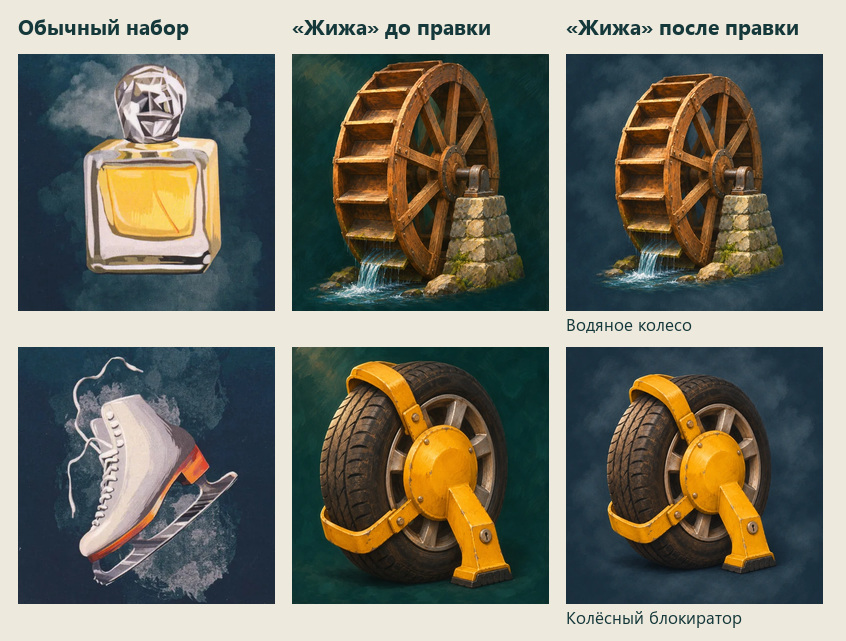 Обычный набор
«Жижа» до правки
«Жижа» после правки
Водяное колесо
Колёсный блокиратор